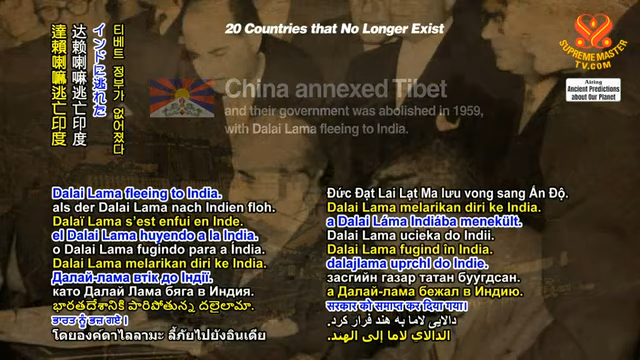 20 Countries that No Longer Exist
SUPREME MASTER
TV.COM
Airing
Ancient Predictions
about Our Planet
China annexed Tibet
and their government was abolished in 1959,
with Dalai Lama fleeing to India.
티베트 정부가 없어졌다
インドに逃れた
达赖喇嘛逃亡印度
達賴喇嘛逃亡印度
Dalai Lama fleeing to India.
als der Dalai Lama nach Indien floh.
Dalaï Lama s'est enfui en Inde.
el Dalai Lama huyendo a la India.
o Dalai Lama fugindo para a Índia.
Dalai Lama melarikan diri ke India.
Далай-лама втік до Індії.
като Далай Лама бяга в Индия.
భారతదేశానికి పారిపోతున్న దలైలామా.
ਭਾਰਤ ਨੂੰ ਭਜ ਗਏ।
โดยองค์ดาไลลามะ ลี้ภัยไปยังอินเดีย
Đức Đạt Lai Lạt Ma lưu vong sang Ấn Độ.
Dalai Lama melarikan diri ke India.
a Dalai Láma Indiába menekült.
Dalai Lama ucieka do Indii.
Dalai Lama fugind în India.
dalajlama uprchl do Indie.
засгийн газар татан буугдсан.
а Далай-лама бежал в Индию.
सरकार को समाप्त कर दिया गया।
دالایی لاما به هند فرار کرد.
الدالاي لاما إلى الهند.